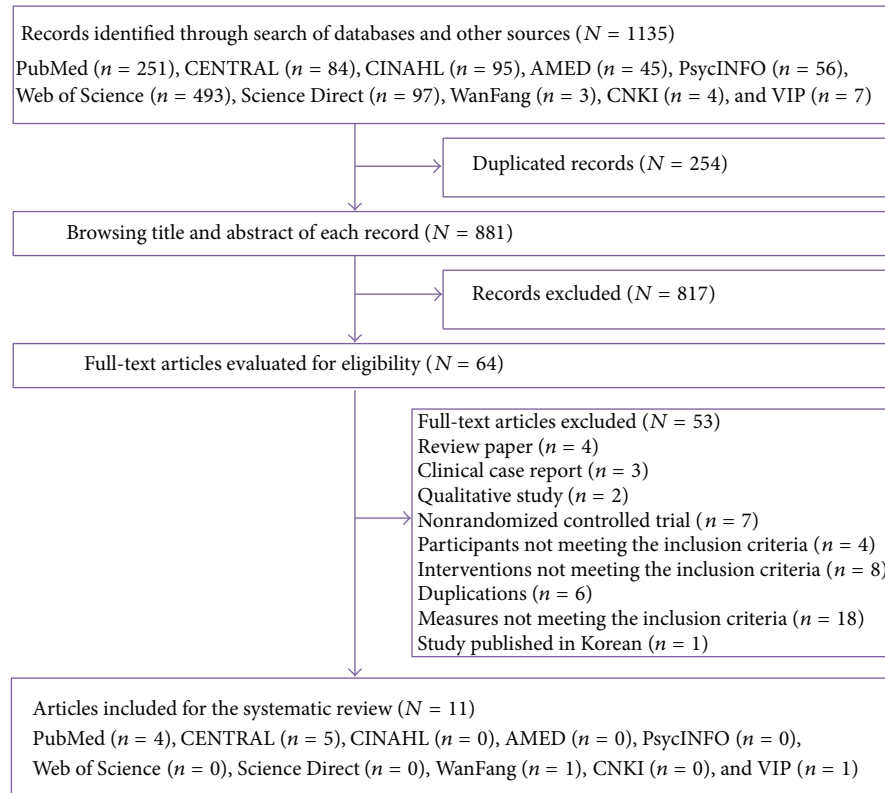 Records identified through search of databases and other sources (N = 1135)
PubMed (n = 251), CENTRAL (n = 84), CINAHL (n = 95), AMED (n = 45), PsycINFO (n = 56),
Web of Science (n = 493), Science Direct (n = 97), WanFang (n = 3), CNKI (n = 4), and VIP (n = 7)
Duplicated records (N = 254)
Browsing title and abstract of each record (N = 881)
Records excluded (N = 817)
Full-text articles evaluated for eligibility (N = 64)
Full-text articles excluded (N = 53)
Review paper (n = 4)
Clinical case report (n = 3)
Qualitative study (n = 2)
Nonrandomized controlled trial (n = 7)
Participants not meeting the inclusion criteria (n = 4)
Interventions not meeting the inclusion criteria (n = 8)
Duplications (n = 6)
Measures not meeting the inclusion criteria (n = 18)
Study published in Korean (n = 1)
Articles included for the systematic review (N = 11)
PubMed (n = 4), CENTRAL (n = 5), CINAHL (n = 0), AMED (n = 0), PsycINFO (n = 0),
Web of Science (n = 0), Science Direct (n = 0), WanFang (n = 1), CNKI (n = 0), and VIP (n = 1)